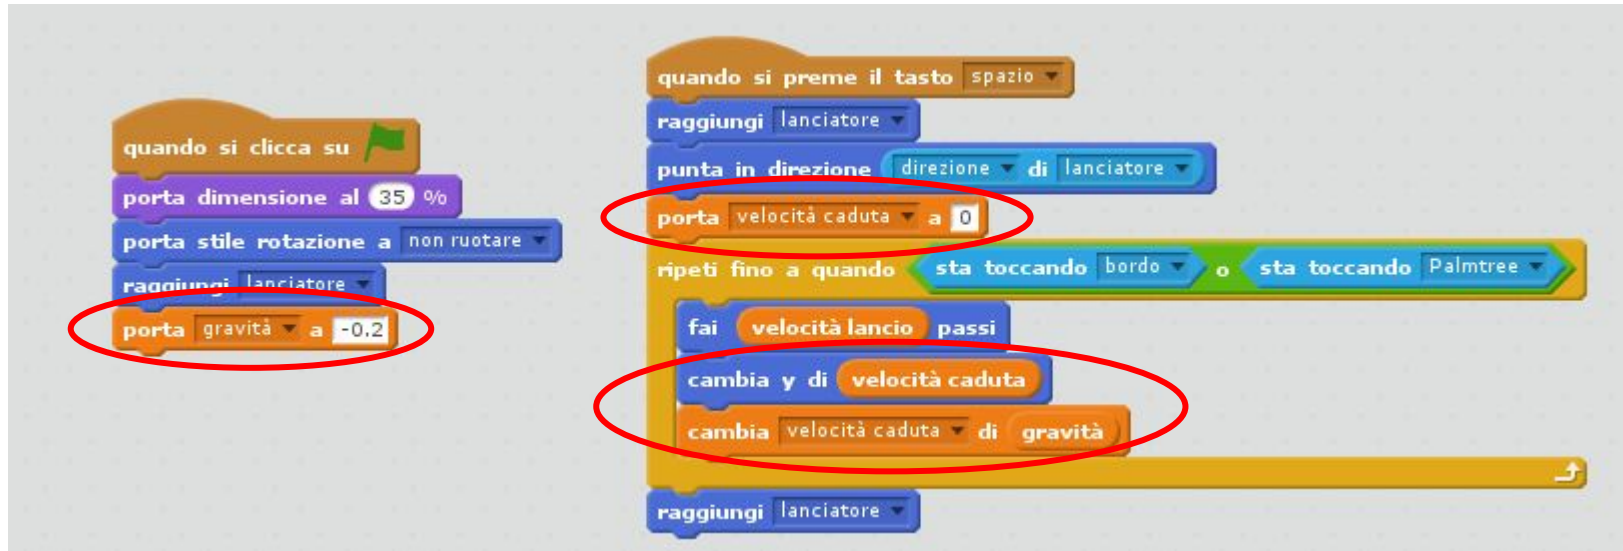 quando si clicca su
porta dimensione al 35 %
porta stile rotazione a non ruotare
raggiungi lanciatore
porta gravità a -0.2
quando si preme il tasto spazio
raggiungi lanciatore
punta in direzione direzione di lanciatore
porta velocità caduta a 0
ripeti fino a quando sta toccando bordo o sta toccando Palmtree
fai velocità lancio passi
cambia y di velocità caduta
cambia velocità caduta di gravità
raggiungi lanciatore